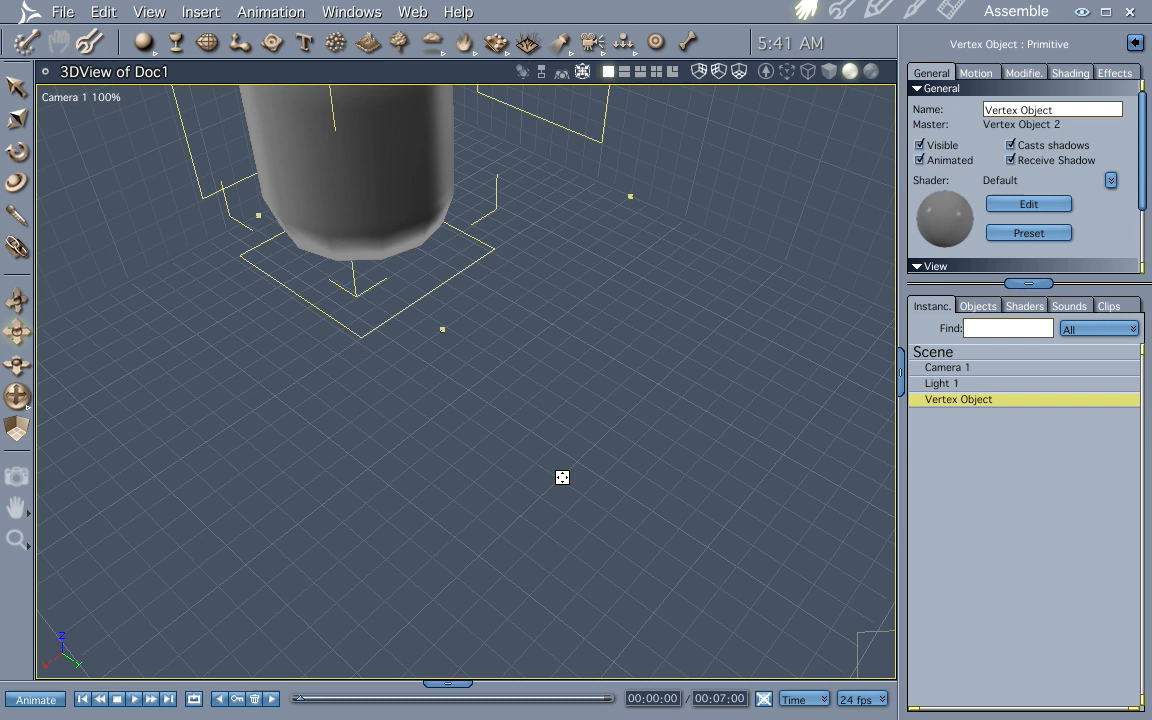 File Edit View Insert Animation Windows Web Help Assemble
5:41 AM
Vertex Object : Primitive
3DView of Doc1
General Motion Modifie. Shading Effects
General
Camera 1 100%
Name: Vertex Object
Master: Vertex Object 2
Visible Casts shadows
Animated Receive Shadow
Shader: Default
Edit
Preset
View
Instanc. Objects Shaders Sounds Clips
Find: All
Scene
Camera 1
Light 1
Vertex Object
Z
X
Y
Animate 00:00:00 / 00:07:00 Time 24 fps